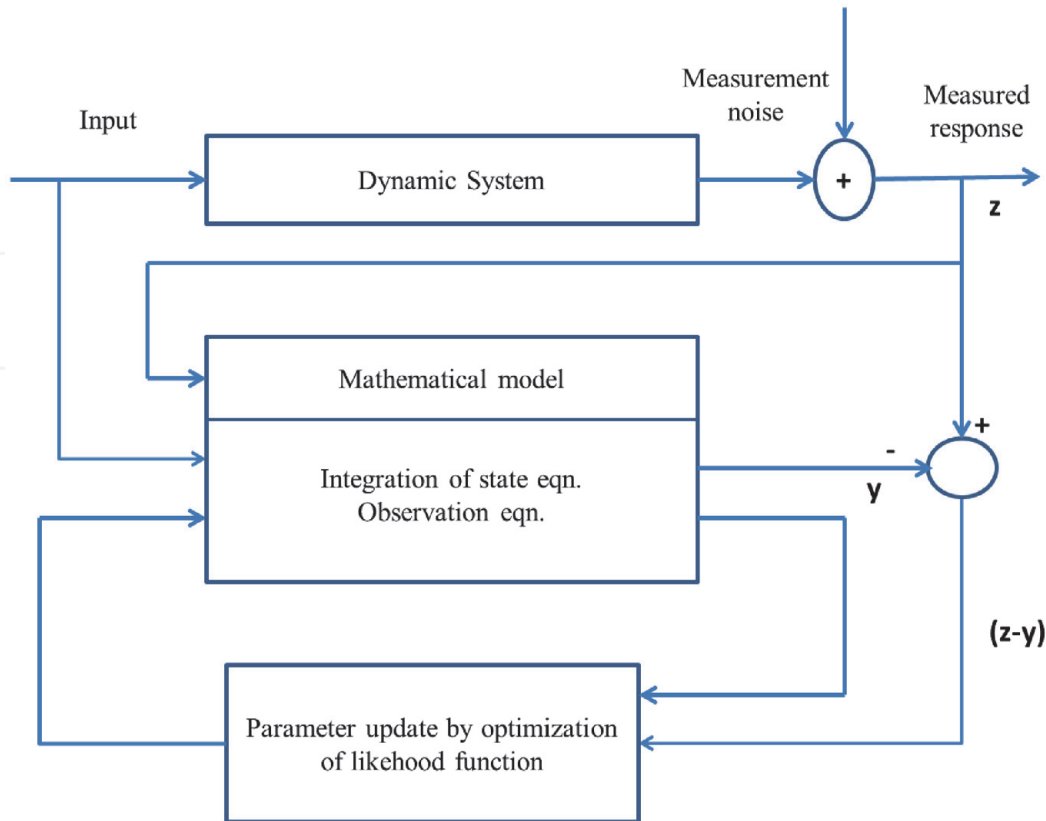 Measurement
noise
Measured
response
Input
Dynamic System
+
z
Mathematical model
+
-
Integration of state eqn.
y
Observation eqn.
(z-y)
Parameter update by optimization
of likehood function